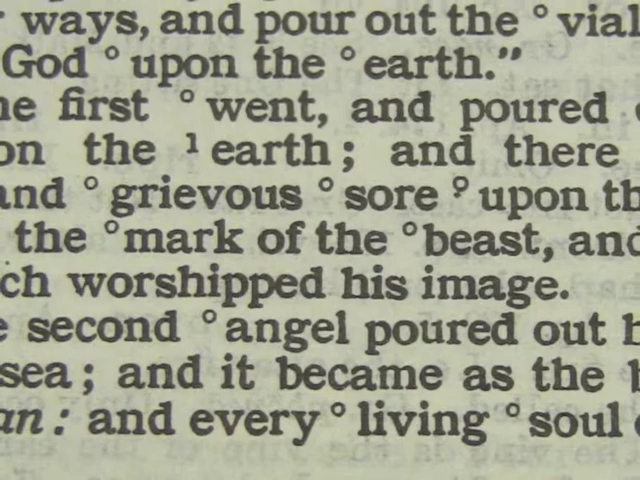 ways, and pour out the ° vial
God ° upon the ° earth."
he first ° went, and poured
on the ¹ earth; and there
and ° grievous ° sore ? upon th
the ° mark of the ° beast, and
ch worshipped his image.
e second ° angel poured out h
sea; and it became as the b
an: and every ° living ° soul